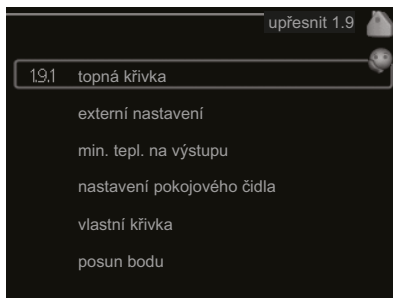 upřesnit 1.9
1.9.1 topná křivka
externí nastavení
min. tepl. na výstupu
nastavení pokojového čidla
vlastní křivka
posun bodu